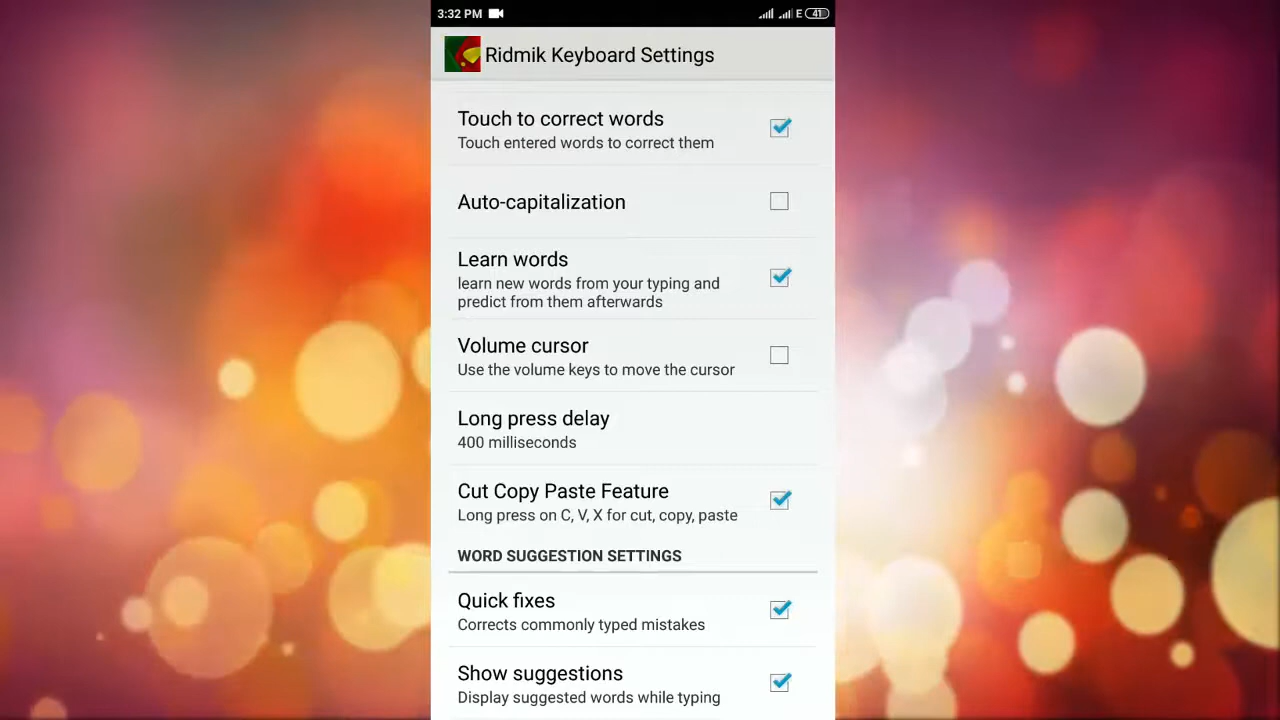 3:32 PM E 41
Ridmik Keyboard Settings
Touch to correct words
Touch entered words to correct them
Auto-capitalization
Learn words
learn new words from your typing and
predict from them afterwards
Volume cursor
Use the volume keys to move the cursor
Long press delay
400 milliseconds
Cut Copy Paste Feature
Long press on C, V, X for cut, copy, paste
WORD SUGGESTION SETTINGS
Quick fixes
Corrects commonly typed mistakes
Show suggestions
Display suggested words while typing